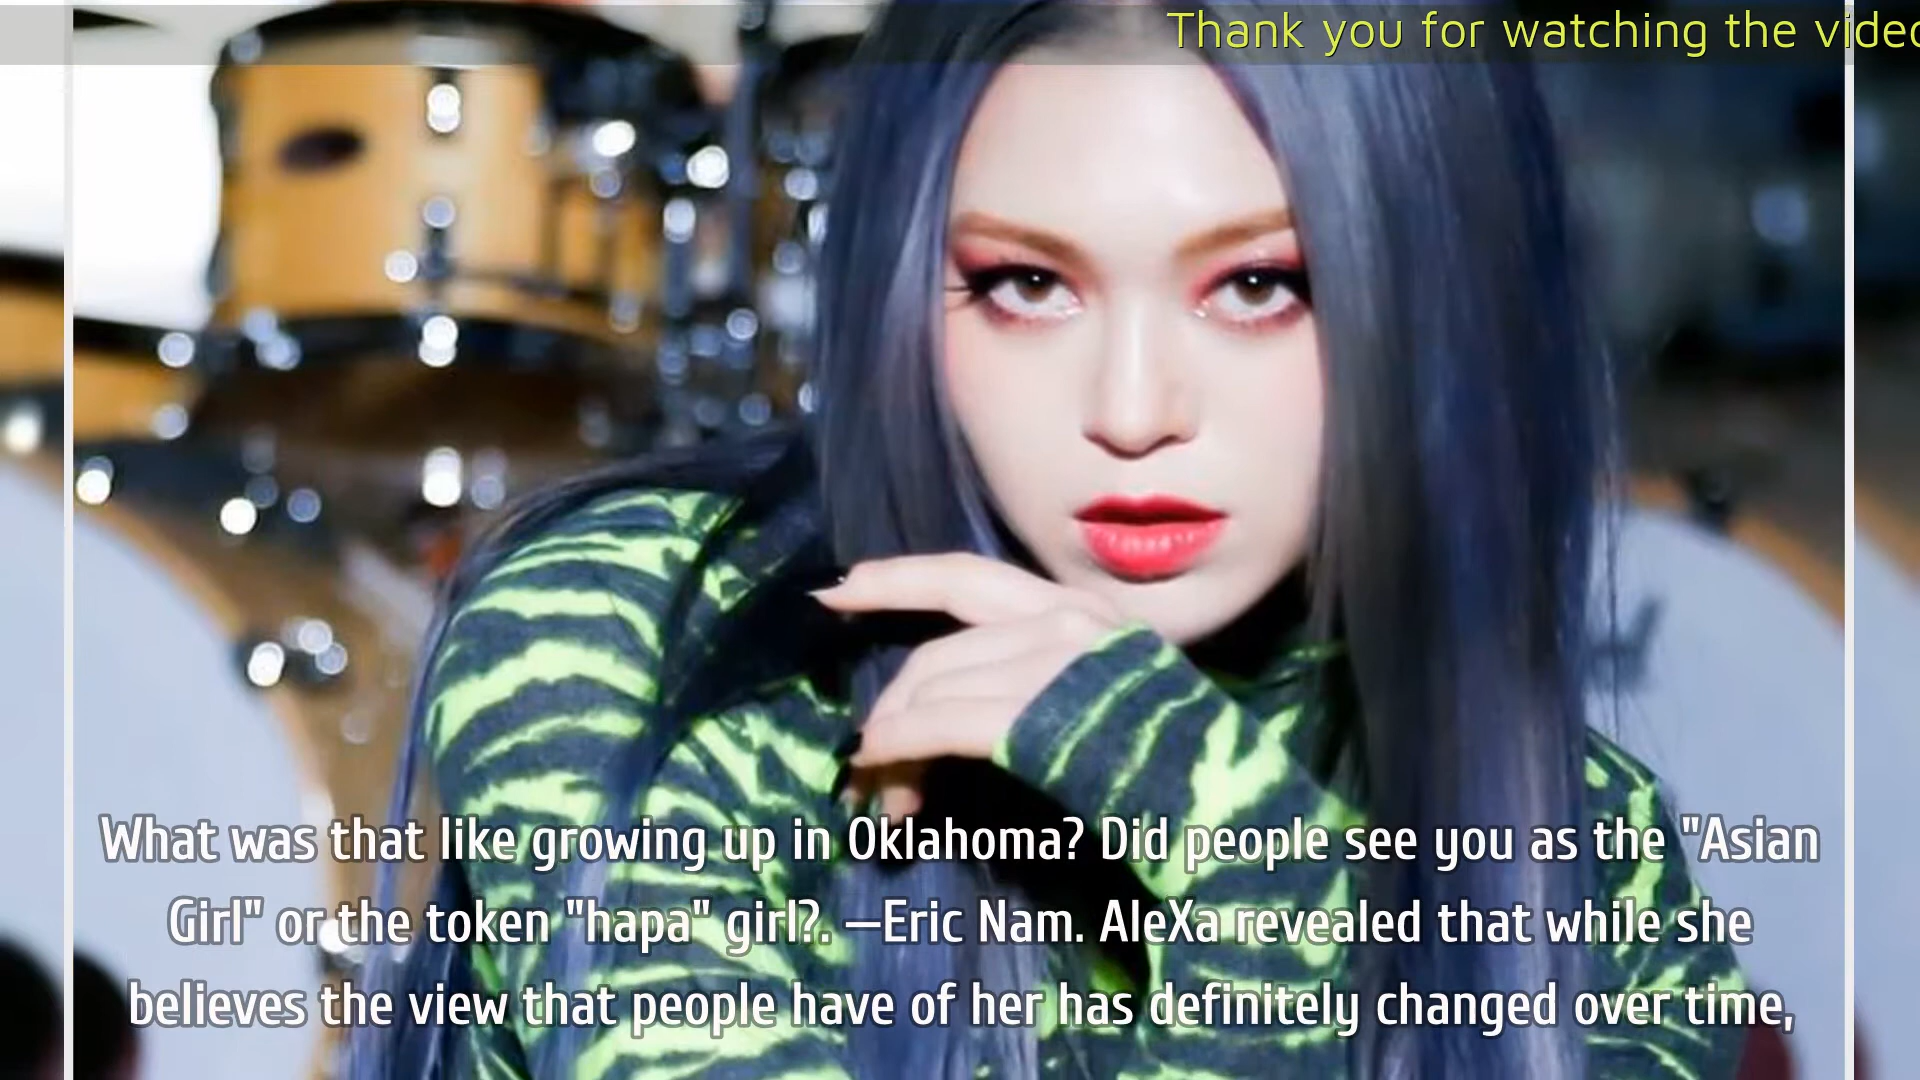 Thank you for watching the video
What was that like growing up in Oklahoma? Did people see you as the "Asian
Girl" or the token "hapa" girl?. —Eric Nam. AleXa revealed that while she
believes the view that people have of her has definitely changed over time,